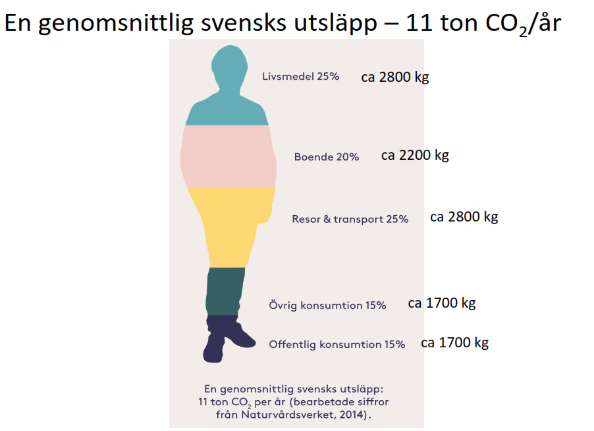 En genomsnittlig svensks utsläpp – 11 ton CO₂/år
Livsmedel 25% ca 2800 kg
Boende 20% ca 2200 kg
Resor & transport 25% ca 2800 kg
Övrig konsumtion 15% ca 1700 kg
Offentlig konsumtion 15% ca 1700 kg
En genomsnittlig svensks utsläpp:
11 ton CO₂ per år (bearbetade siffror
från Naturvårdsverket, 2014).